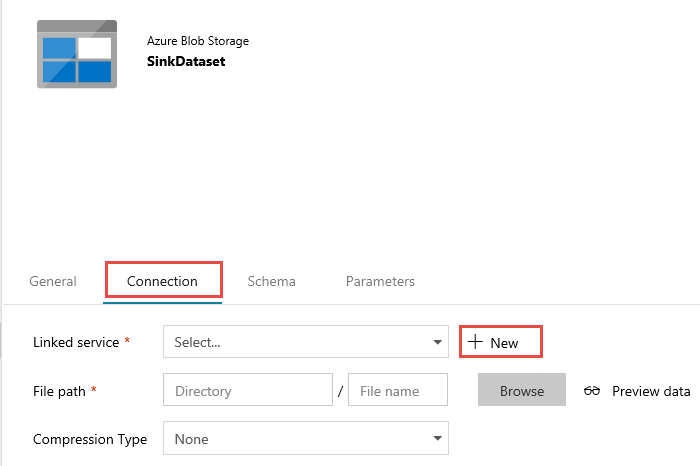 Azure Blob Storage
SinkDataset
General Connection Schema Parameters
Linked service * Select... + New
File path * Directory / File name Browse Preview data
Compression Type None